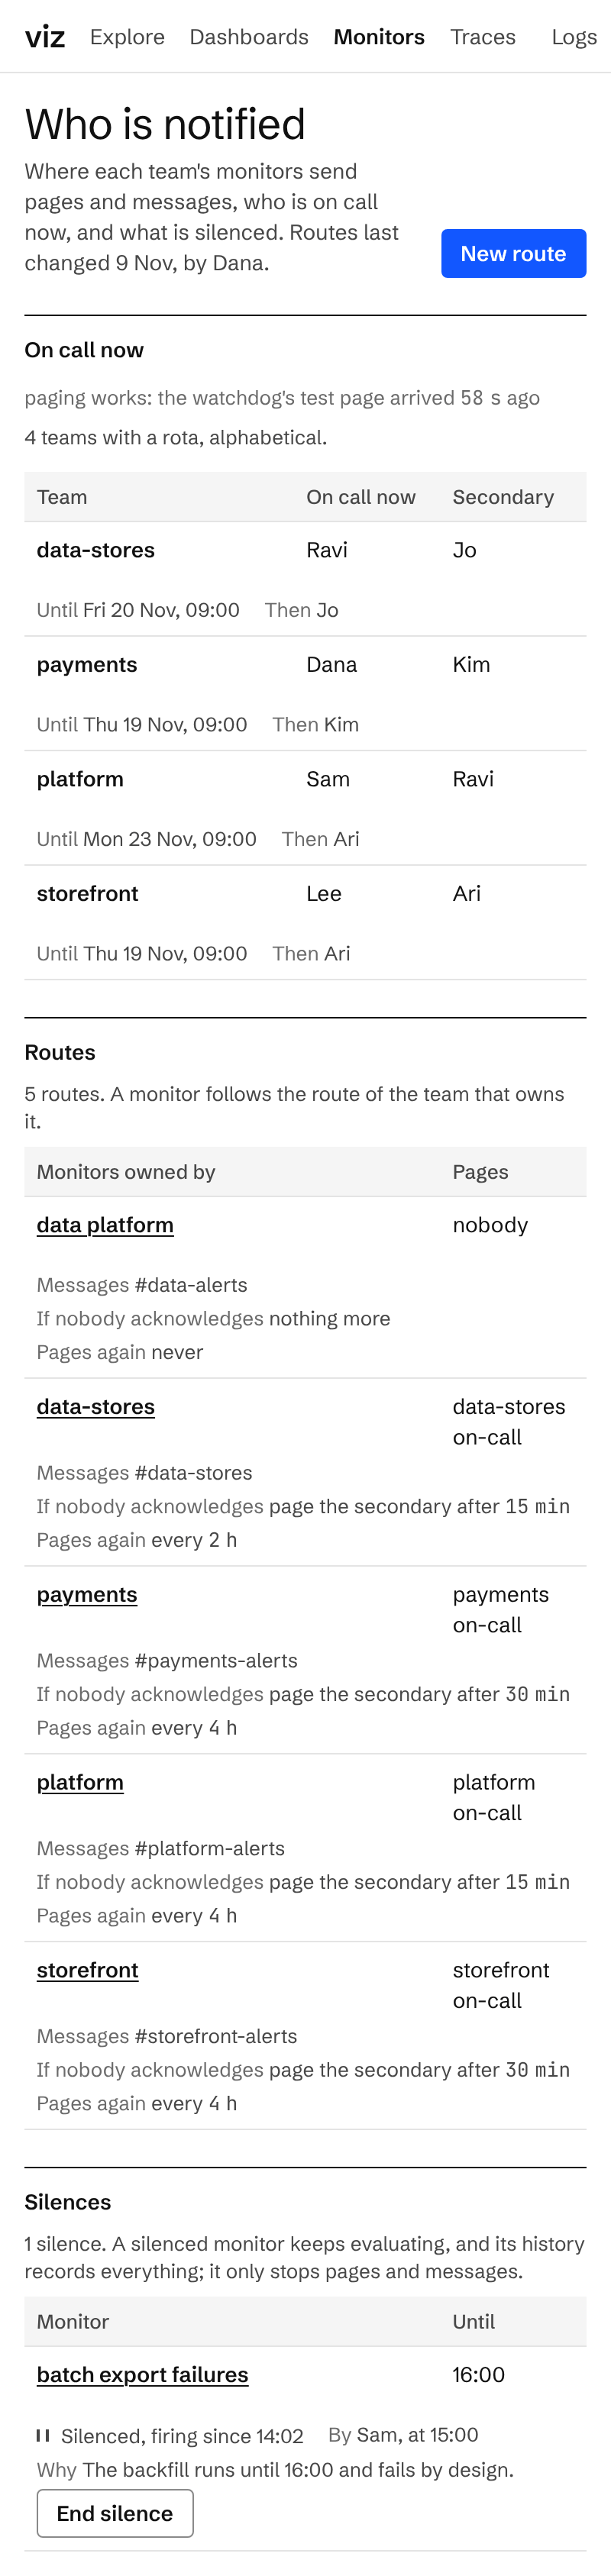 viz Explore Dashboards Monitors Traces Logs
Who is notified
Where each team's monitors send
pages and messages, who is on call
now, and what is silenced. Routes last
changed 9 Nov, by Dana.
New route
On call now
paging works: the watchdog's test page arrived 58 s ago
4 teams with a rota, alphabetical.
Team On call now Secondary
data-stores Ravi Jo
Until Fri 20 Nov, 09:00 Then Jo
payments Dana Kim
Until Thu 19 Nov, 09:00 Then Kim
platform Sam Ravi
Until Mon 23 Nov, 09:00 Then Ari
storefront Lee Ari
Until Thu 19 Nov, 09:00 Then Ari
Routes
5 routes. A monitor follows the route of the team that owns
it.
Monitors owned by Pages
data platform nobody
Messages #data-alerts
If nobody acknowledges nothing more
Pages again never
data-stores data-stores
on-call
Messages #data-stores
If nobody acknowledges page the secondary after 15 min
Pages again every 2 h
payments payments
on-call
Messages #payments-alerts
If nobody acknowledges page the secondary after 30 min
Pages again every 4 h
platform platform
on-call
Messages #platform-alerts
If nobody acknowledges page the secondary after 15 min
Pages again every 4 h
storefront storefront
on-call
Messages #storefront-alerts
If nobody acknowledges page the secondary after 30 min
Pages again every 4 h
Silences
1 silence. A silenced monitor keeps evaluating, and its history
records everything; it only stops pages and messages.
Monitor Until
batch export failures 16:00
Silenced, firing since 14:02 By Sam, at 15:00
Why The backfill runs until 16:00 and fails by design.
End silence